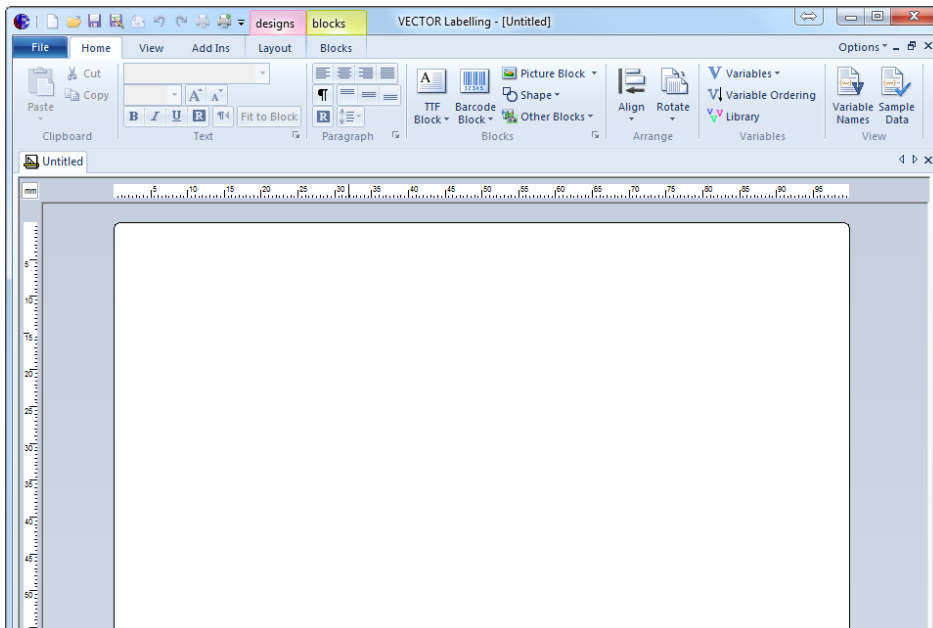 designs blocks VECTOR Labelling - [Untitled]
File Home View Add Ins Layout Blocks Options
Cut
Copy
Paste
Clipboard
A A
B I U R Fit to Block
Text
R
Paragraph
A
TTF Block
12345
Barcode Block
Picture Block
Shape
Other Blocks
Blocks
Align
Rotate
Arrange
Variables
Variable Ordering
Library
Variables
Variable Names
Sample Data
View
Untitled
mm
5 10 15 20 25 30 35 40 45 50 55 60 65 70 75 80 85 90 95
5
10
15
20
25
30
35
40
45
50